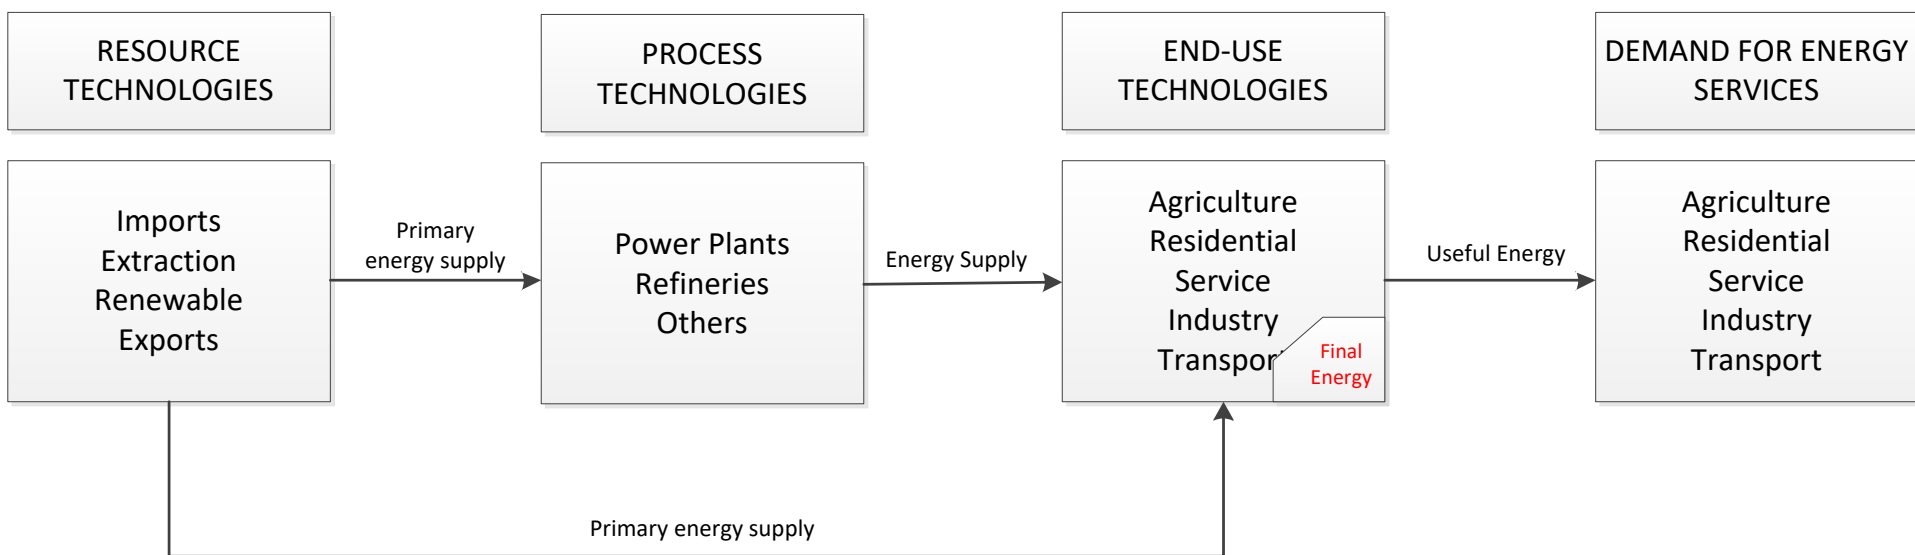 RESOURCE
TECHNOLOGIES
PROCESS
TECHNOLOGIES
END-USE
TECHNOLOGIES
DEMAND FOR ENERGY
SERVICES
Imports
Extraction
Renewable
Exports
Primary
energy supply
Power Plants
Refineries
Others
Energy Supply
Agriculture
Residential
Service
Industry
Transport
Final
Energy
Useful Energy
Agriculture
Residential
Service
Industry
Transport
Primary energy supply